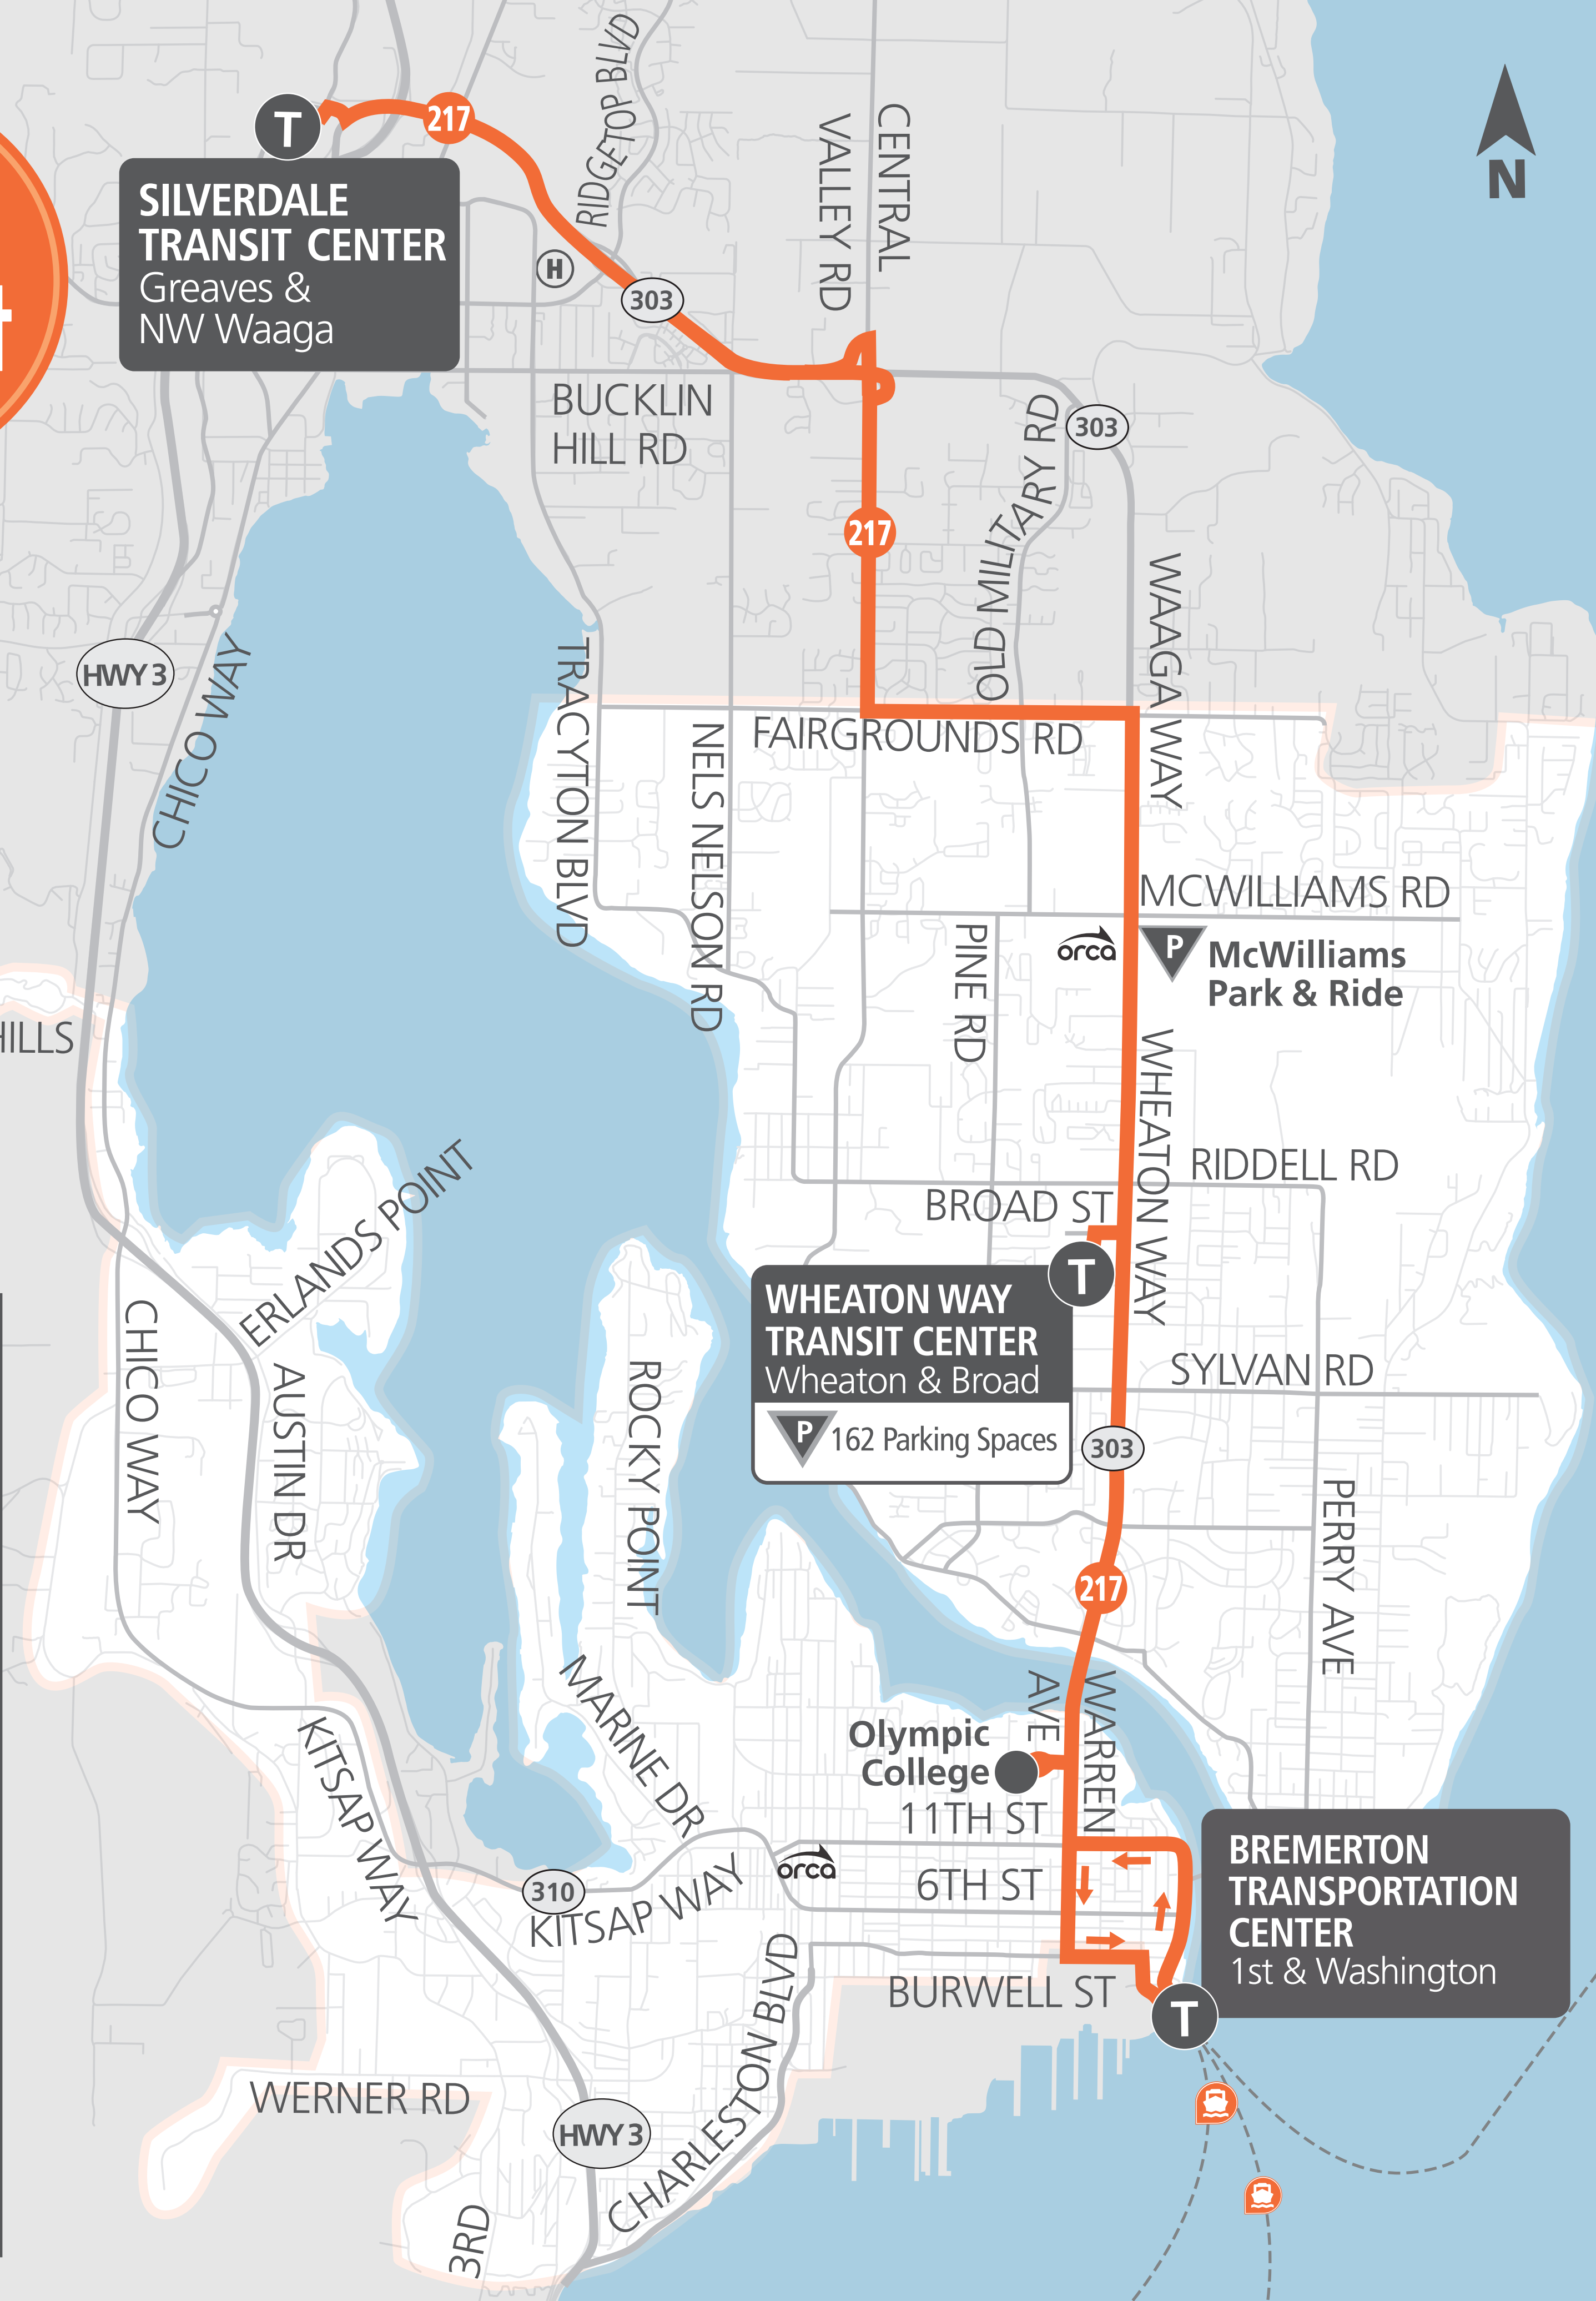 RIDGETOP BLVD
CENTRAL
VALLEY RD
N
T
217
SILVERDALE
TRANSIT CENTER
Greaves &
NW Waaga
H
303
BUCKLIN
HILL RD
303
OLD MILITARY RD
217
WAAGA WAY
HWY 3
CHICO WAY
TRACYTON BLVD
NELS NELSON RD
FAIRGROUNDS RD
MCWILLIAMS RD
orca
P
McWilliams
Park & Ride
PINE RD
HILLS
WHEATON WAY
RIDDELL RD
BROAD ST
ERLANDS POINT
T
WHEATON WAY
TRANSIT CENTER
Wheaton & Broad
P 162 Parking Spaces
SYLVAN RD
303
CHICO WAY
AUSTIN DR
ROCKY POINT
PERRY AVE
217
MARINE DR
WARREN
AVE
Olympic
College
11TH ST
KITSAP WAY
orca
6TH ST
310
KITSAP WAY
BREMERTON
TRANSPORTATION
CENTER
1st & Washington
BURWELL ST
T
CHARLESTON BLVD
WERNER RD
HWY 3
3RD